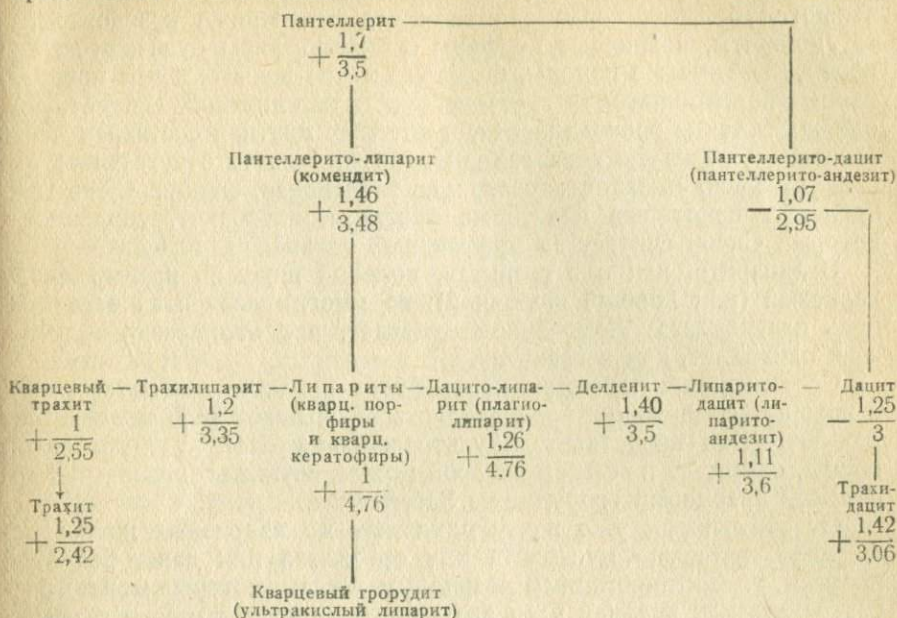 Пантеллерит
+ 1,7
3,5
Пантеллерито-липарит
(комендит)
+ 1,46
3,48
Пантеллерито-дацит
(пантеллерито-андезит)
− 1,07
2,95
Кварцевый
трахит
+ 1
2,55
Трахит
+ 1,25
2,42
Трахилипарит
+ 1,2
3,35
Липариты
(кварц. пор-
фиры
и кварц.
кератофиры)
+ 1
4,76
Кварцевый грорудит
(ультракислый липарит)
Дацито-липа-
рит (плагио-
липарит)
+ 1,26
4.76
Делленит
+ 1,40
3,5
Липарито-
дацит (ли-
парито-
андезит)
+ 1,11
3,6
Дацит
− 1,25
3
Трахи-
дацит
+ 1,42
3,06